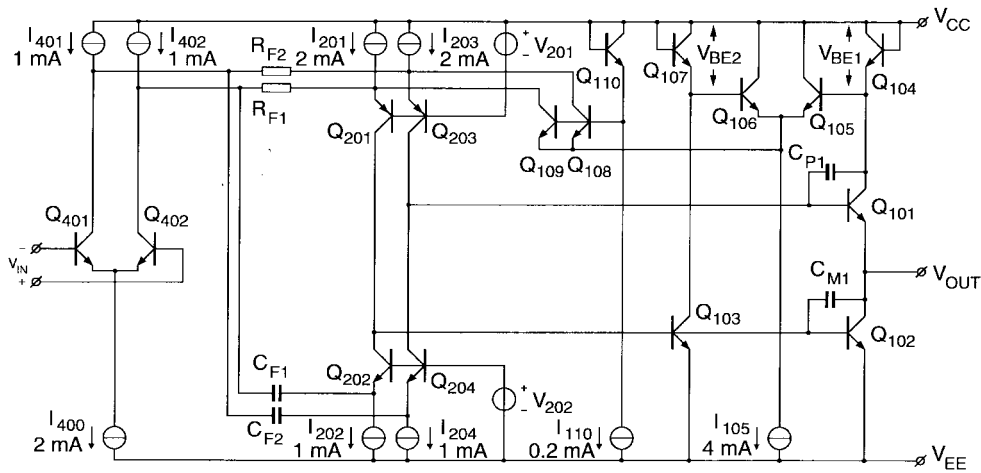 I401 1 mA
I402 1 mA
RF2
RF1
I201 2 mA
I203 2 mA
+ V201 -
Q110
Q107
VBE2
VBE1
Q104
VCC
Q201
Q203
Q109
Q108
Q106
Q105
CP1
Q101
Q401
Q402
-
VIN
+
CM1
VOUT
Q103
Q102
Q202
Q204
CF1
CF2
+ V202 -
I400 2 mA
I202 1 mA
I204 1 mA
I110 0.2 mA
I105 4 mA
VEE